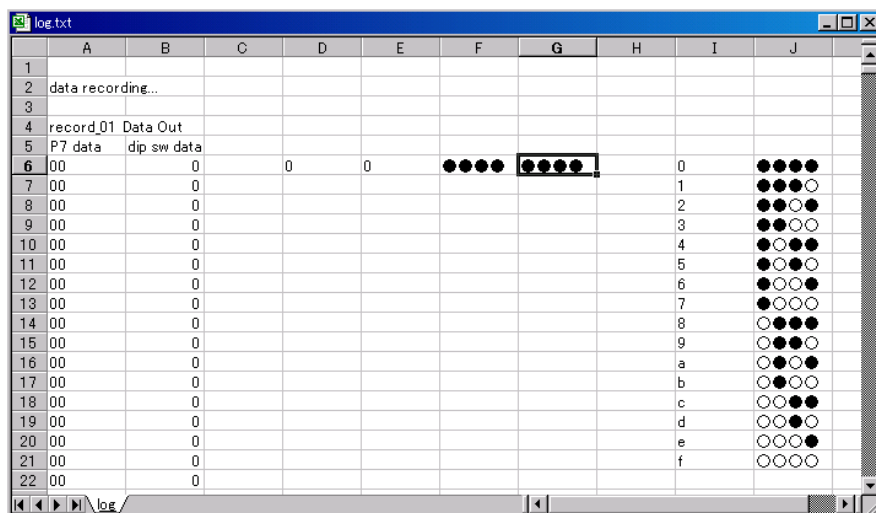 log.txt
A B C D E F G H I J
1
2 data recording...
3
4 record_01 Data Out
5 P7 data dip sw data
6 00 0 0 0 ●●●● ●●●● 0 ●●●●
7 00 0 1 ●●●○
8 00 0 2 ●●○●
9 00 0 3 ●●○○
10 00 0 4 ●○●●
11 00 0 5 ●○●○
12 00 0 6 ●○○●
13 00 0 7 ●○○○
14 00 0 8 ○●●●
15 00 0 9 ○●●○
16 00 0 a ○●○●
17 00 0 b ○●○○
18 00 0 c ○○●●
19 00 0 d ○○●○
20 00 0 e ○○○●
21 00 0 f ○○○○
22 00 0
log